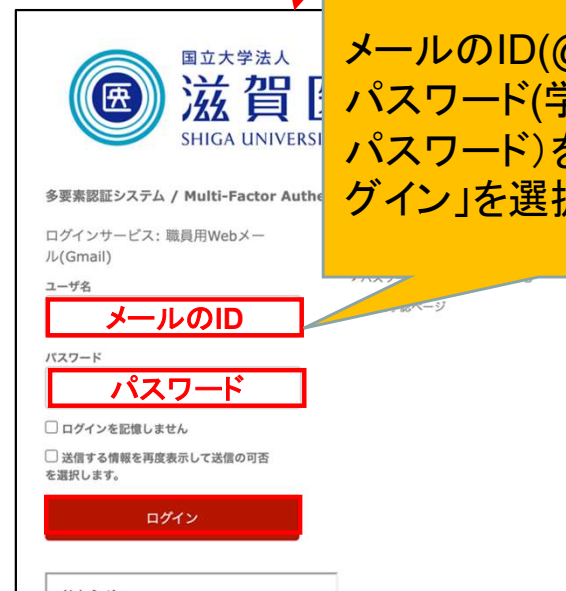 国立大学法人
滋賀
SHIGA UNIVERSI
メールのID(@
パスワード(学
パスワード)を
グイン」を選択
多要素認証システム / Multi-Factor Authe
ログインサービス: 職員用Webメー
ル(Gmail)
ユーザ名
メールのID
ページ
パスワード
パスワード
ログインを記憶しません
送信する情報を再度表示して送信の可否
を選択します。
ログイン